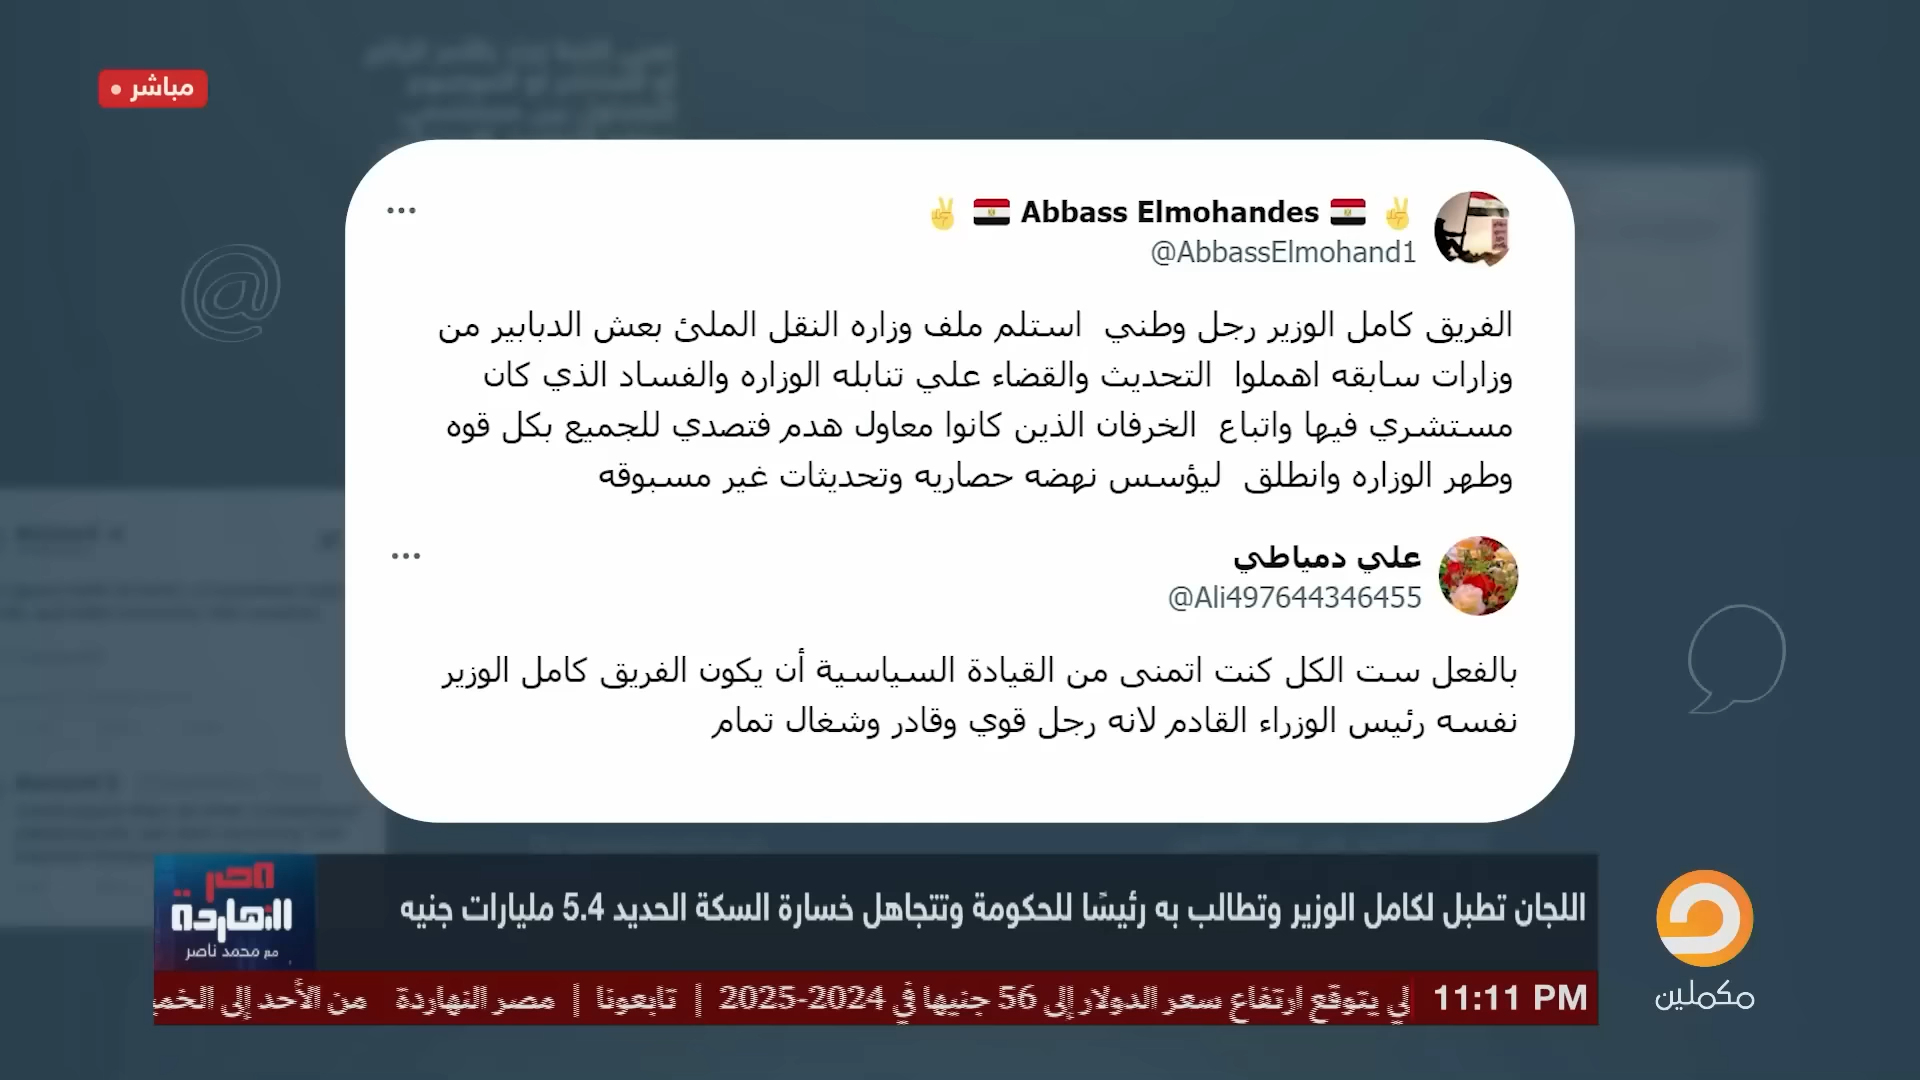 مباشر
✌️ 🇪🇬 Abbass Elmohandes 🇪🇬 ✌️
@AbbassElmohand1
الفريق كامل الوزير رجل وطني استلم ملف وزاره النقل الملئ بعش الدبابير من
وزارات سابقه اهملوا التحديث والقضاء علي تنابله الوزاره والفساد الذي كان
مستشري فيها واتباع الخرفان الذين كانوا معاول هدم فتصدي للجميع بكل قوه
وطهر الوزاره وانطلق ليؤسس نهضه حصاريه وتحديثات غير مسبوقه
علي دمياطي
@Ali497644346455
بالفعل ست الكل كنت اتمنى من القيادة السياسية أن يكون الفريق كامل الوزير
نفسه رئيس الوزراء القادم لانه رجل قوي وقادر وشغال تمام
اللجان تطبل لكامل الوزير وتطالب به رئيسًا للحكومة وتتجاهل خسارة السكة الحديد 5.4 مليارات جنيه
مصر
النهاردة
مع محمد ناصر
11:11 PM
يتوقع ارتفاع سعر الدولار إلى 56 جنيها في 2024-2025 | تابعونا | مصر النهاردة من الأحد إلى
مكملين